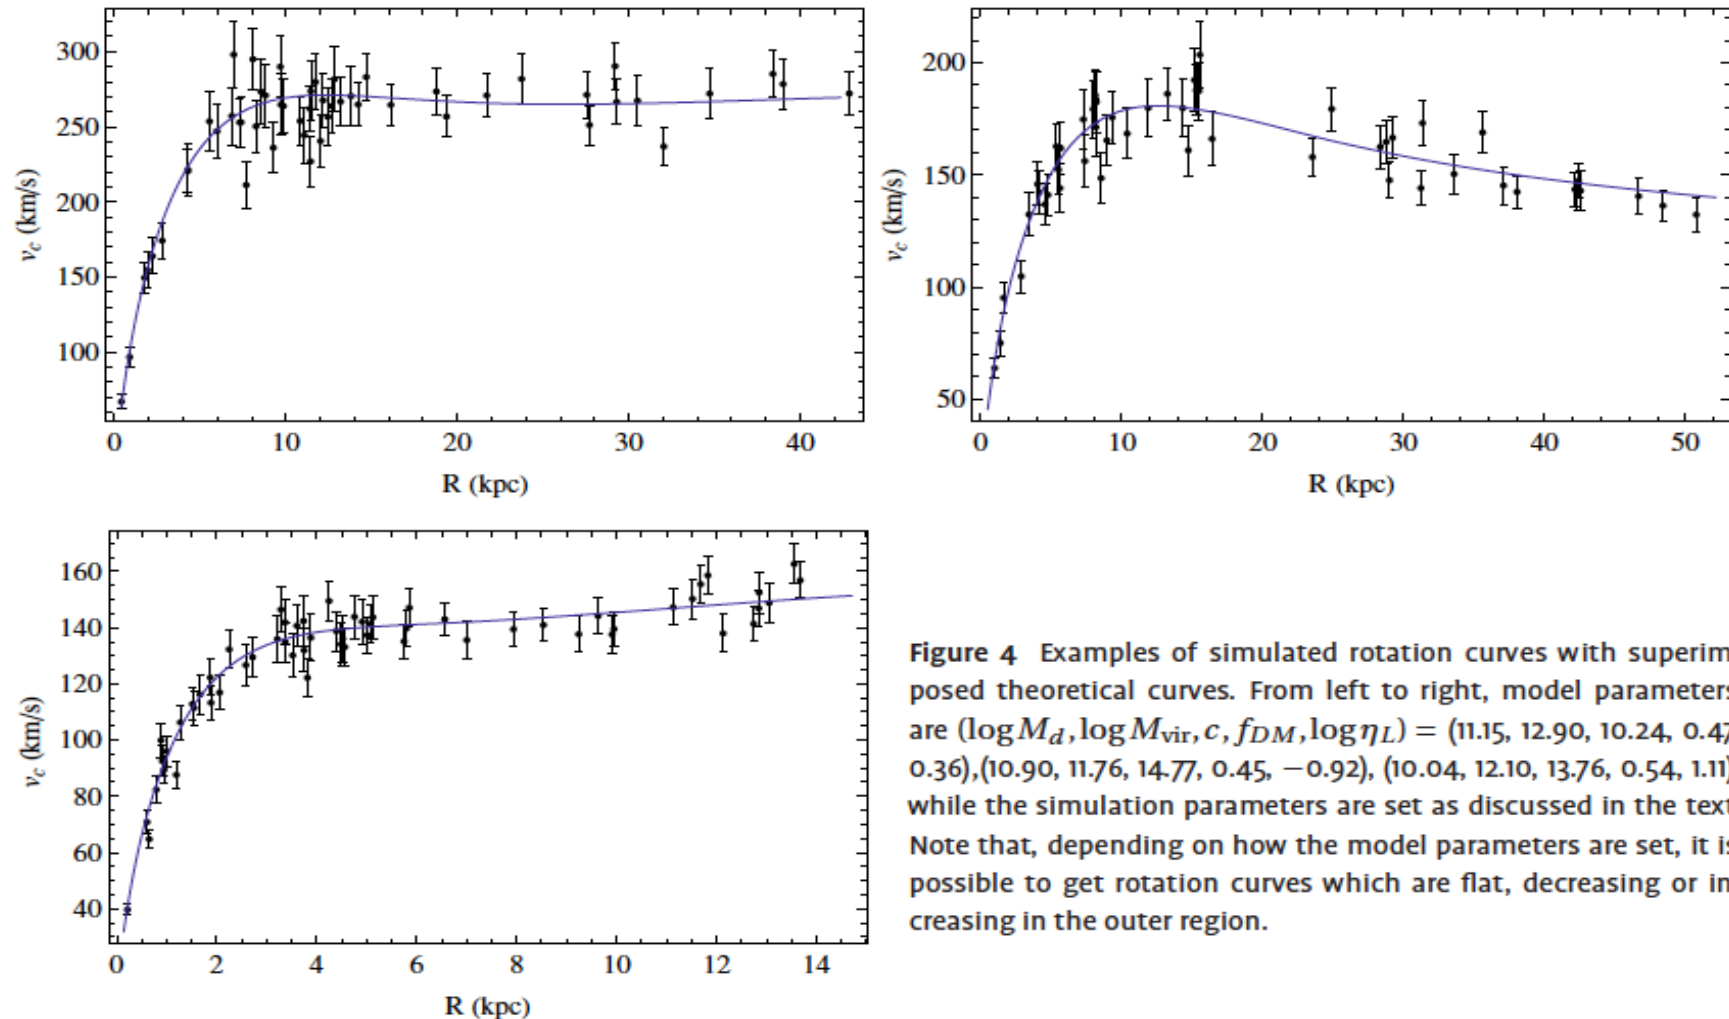 300
250
200
150
100
v_c (km/s)
0 10 20 30 40
R (kpc)
200
150
100
50
v_c (km/s)
0 10 20 30 40 50
R (kpc)
160
140
120
100
80
60
40
v_c (km/s)
0 2 4 6 8 10 12 14
R (kpc)
Figure 4 Examples of simulated rotation curves with superim
posed theoretical curves. From left to right, model parameters
are (log M_d, log M_vir, c, f_DM, log η_L) = (11.15, 12.90, 10.24, 0.47
0.36),(10.90, 11.76, 14.77, 0.45, −0.92), (10.04, 12.10, 13.76, 0.54, 1.11)
while the simulation parameters are set as discussed in the text
Note that, depending on how the model parameters are set, it is
possible to get rotation curves which are flat, decreasing or in
creasing in the outer region.